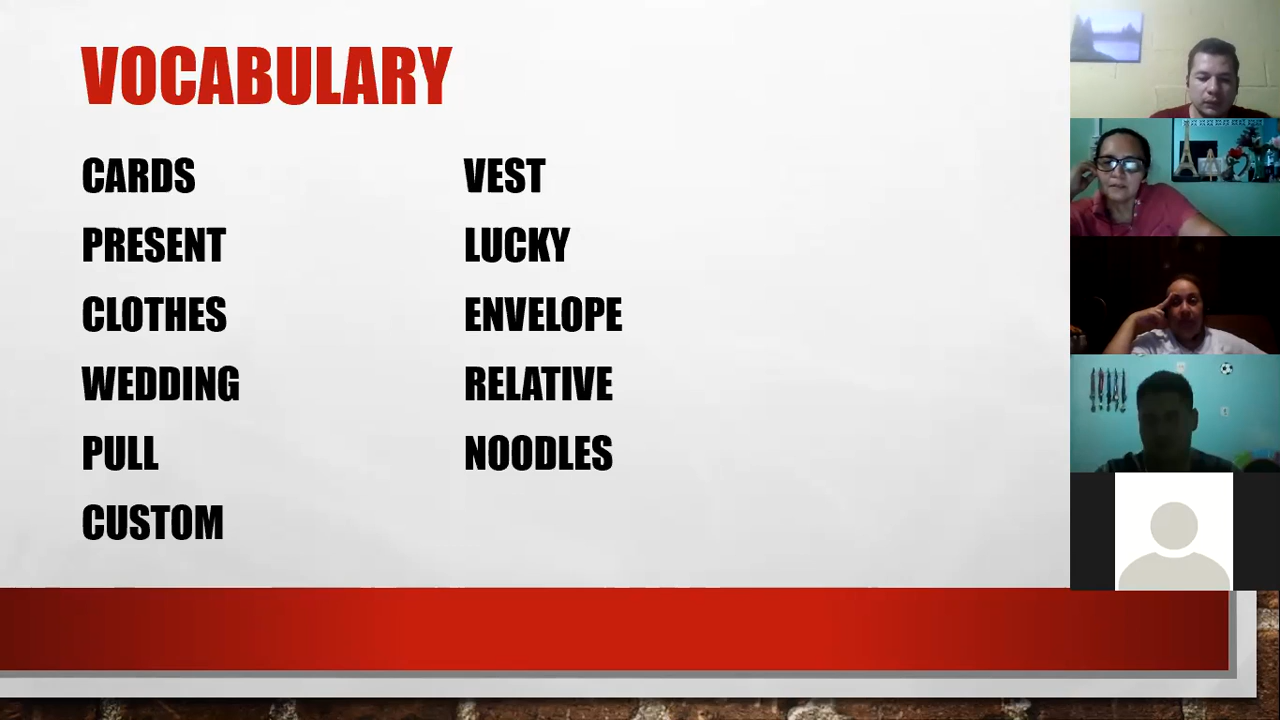 VOCABULARY
CARDS
PRESENT
CLOTHES
WEDDING
PULL
CUSTOM
VEST
LUCKY
ENVELOPE
RELATIVE
NOODLES